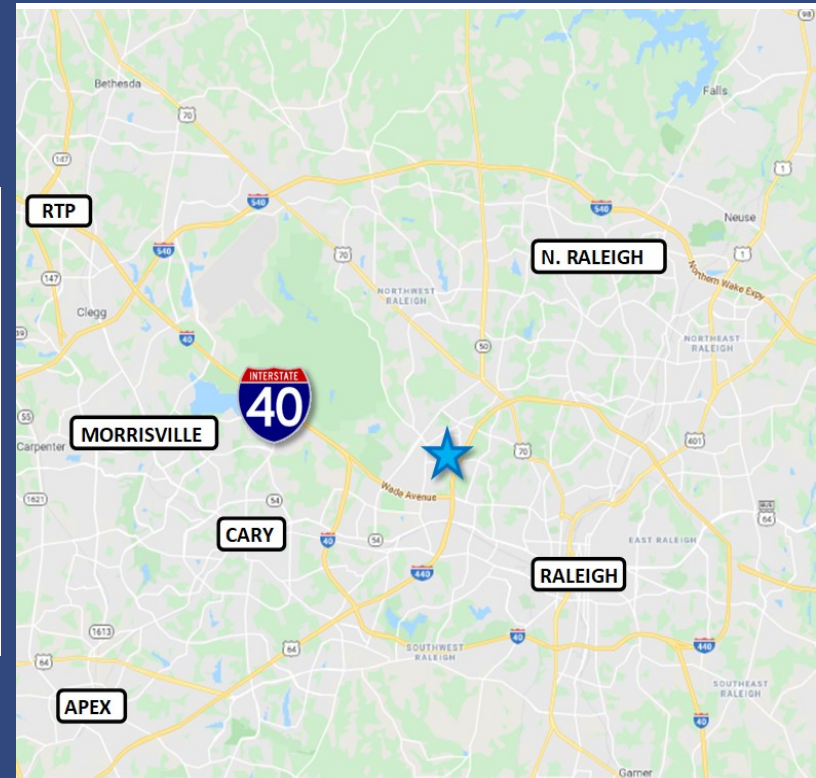 98
Bethesda
Falls
70
147
1
RTP
540
540
Neuse
N. RALEIGH
540
70
1
147
NORTHWEST
RALEIGH
Northern Wake Expy
Clegg
40
50
NORTHEAST
RALEIGH
INTERSTATE
40
55
MORRISVILLE
Carpenter
401
70
Wade Avenue
1621
54
BUS
64
CARY
40
54
EAST RALEIGH
440
RALEIGH
1613
64
40
440
SOUTHWEST
RALEIGH
64
SOUTHEAST
RALEIGH
APEX
40
Garner